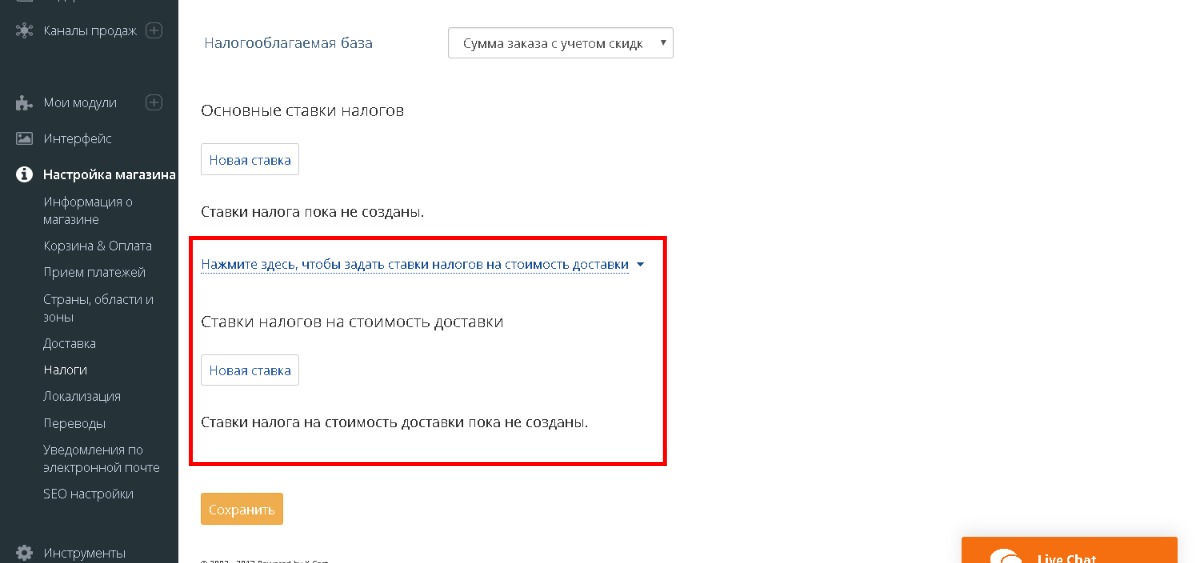 Каналы продаж
Мои модули
Интерфейс
Настройка магазина
Информация о
магазине
Корзина & Оплата
Прием платежей
Страны, области и
зоны
Доставка
Налоги
Локализация
Переводы
Уведомления по
электронной почте
SEO настройки
Инструменты
Налогооблагаемая база
Сумма заказа с учетом скидк
Основные ставки налогов
Новая ставка
Ставки налога пока не созданы.
Нажмите здесь, чтобы задать ставки налогов на стоимость доставки
Ставки налогов на стоимость доставки
Новая ставка
Ставки налога на стоимость доставки пока не созданы.
Сохранить
Live Chat